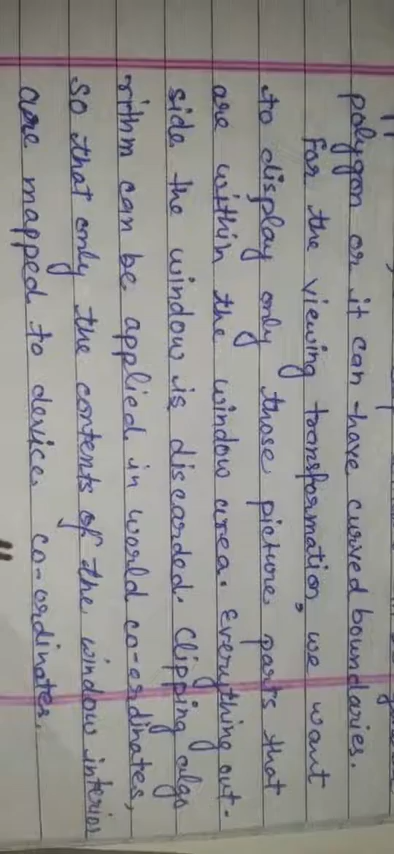 polygon or it can have curved boundaries.
For the viewing transformation, we want
to display only those picture parts that
are within the window area. Everything out-
side the window is discarded. Clipping algo
rithm can be applied in world co-ordinates,
so that only the contents of the window interior
are mapped to device co-ordinates.